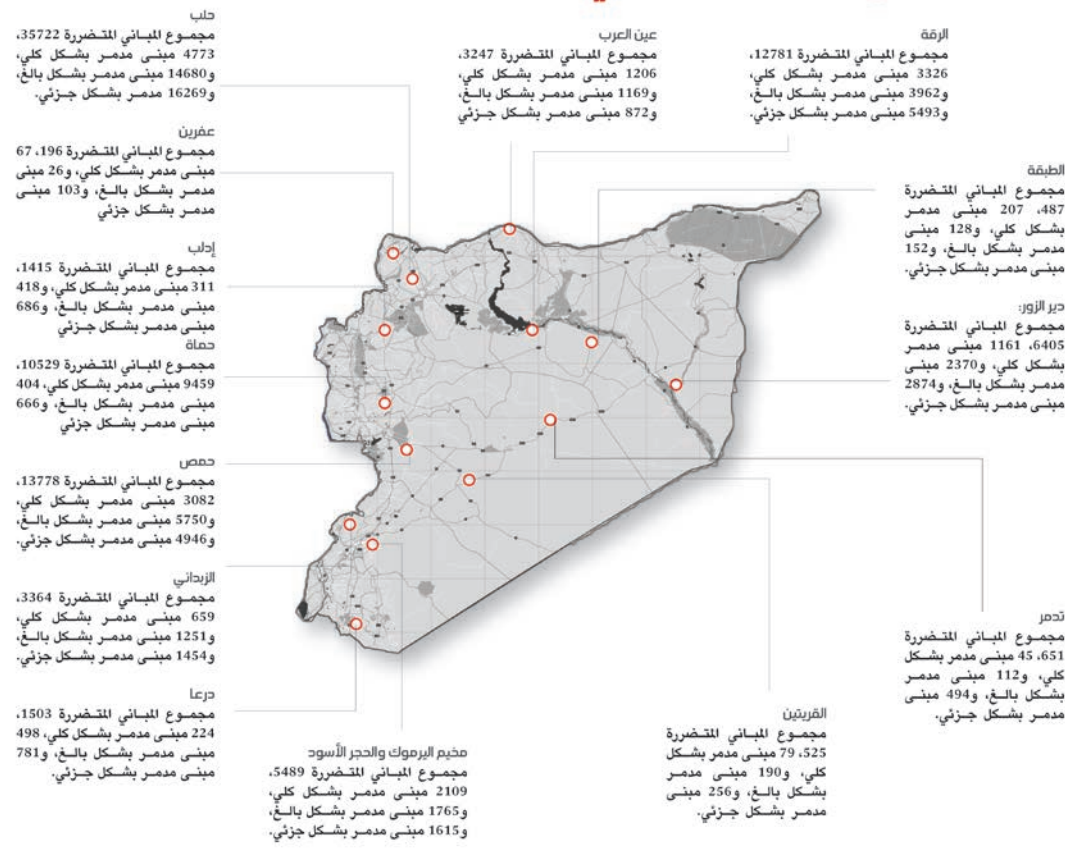 حلب
مجموع المباني المتضررة 35722،
4773 مبنى مدمر بشكل كلي،
و14680 مبنى مدمر بشكل بالغ،
و16269 مدمر بشكل جزئي.
عفرين
مجموع المباني المتضررة 196، 67
مبنى مدمر بشكل كلي، و26 مبنى
مدمر بشكل بالغ، و103 مبنى
مدمر بشكل جزئي
إدلب
مجموع المباني المتضررة 1415،
311 مبنى مدمر بشكل كلي، و418
مبنى مدمر بشكل بالغ، و686
مبنى مدمر بشكل جزئي
حماة
مجموع المباني المتضررة 10529،
9459 مبنى مدمر بشكل كلي، 404
مبنى مدمر بشكل بالغ، و666
مبنى مدمر بشكل جزئي
حمص
مجموع المباني المتضررة 13778،
3082 مبنى مدمر بشكل كلي،
و5750 مبنى مدمر بشكل بالغ،
و4946 مبنى مدمر بشكل جزئي.
الزبداني
مجموع المباني المتضررة 3364،
659 مبنى مدمر بشكل كلي،
و1251 مبنى مدمر بشكل بالغ،
و1454 مبنى مدمر بشكل جزئي.
درعا
مجموع المباني المتضررة 1503،
224 مبنى مدمر بشكل كلي، 498
مبنى مدمر بشكل بالغ، و781
مبنى مدمر بشكل جزئي.
عين العرب
مجموع المباني المتضررة 3247،
1206 مبنى مدمر بشكل كلي،
و1169 مبنى مدمر بشكل بالغ،
و872 مبنى مدمر بشكل جزئي
الرقة
مجموع المباني المتضررة 12781،
3326 مبنى مدمر بشكل كلي،
و3962 مبنى مدمر بشكل بالغ،
و5493 مبنى مدمر بشكل جزئي.
الطبقة
مجموع المباني المتضررة
487، 207 مبنى مدمر
بشكل كلي، و128 مبنى
مدمر بشكل بالغ، و152
مبنى مدمر بشكل جزئي.
دير الزور:
مجموع المباني المتضررة
6405، 1161 مبنى مدمر
بشكل كلي، و2370 مبنى
مدمر بشكل بالغ، و2874
مبنى مدمر بشكل جزئي.
تدمر
مجموع المباني المتضررة
651، 45 مبنى مدمر بشكل
كلي، و112 مبنى مدمر
بشكل بالغ، و494 مبنى
مدمر بشكل جزئي.
القريتين
مجموع المباني المتضررة
525، 79 مبنى مدمر بشكل
كلي، و190 مبنى مدمر
بشكل بالغ، و256 مبنى
مدمر بشكل جزئي.
مخيم اليرموك والحجر الأسود
مجموع المباني المتضررة 5489،
2109 مبنى مدمر بشكل كلي،
و1765 مبنى مدمر بشكل بالغ،
و1615 مبنى مدمر بشكل جزئي.